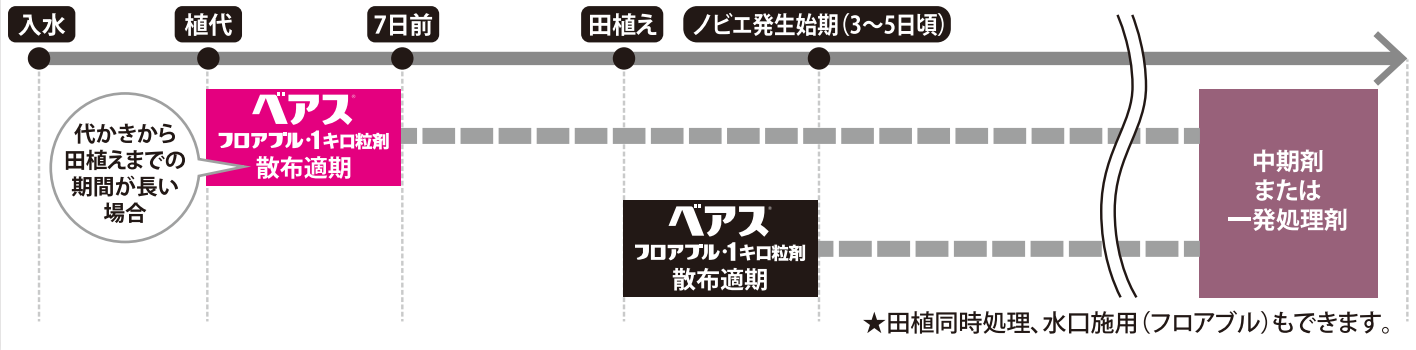 入水
植代
7日前
田植え
ノビエ発生始期（3〜5日頃）
代かきから
田植えまでの
期間が長い
場合
ベアス®
フロアブル・1キロ粒剤
散布適期
ベアス®
フロアブル・1キロ粒剤
散布適期
中期剤
または
一発処理剤
★田植同時処理、水口施用（フロアブル）もできます。